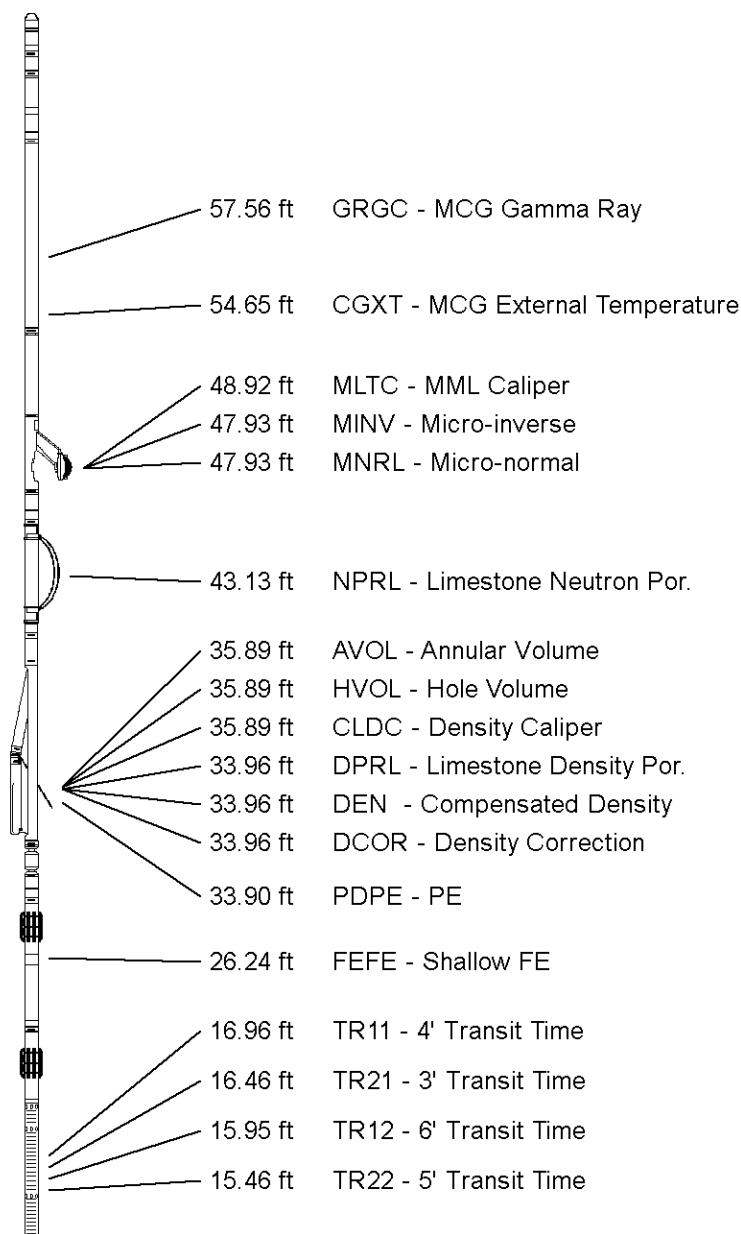 57.56 ft GRGC - MCG Gamma Ray
54.65 ft CGXT - MCG External Temperature
48.92 ft MLTC - MML Caliper
47.93 ft MINV - Micro-inverse
47.93 ft MNRL - Micro-normal
43.13 ft NPRL - Limestone Neutron Por.
35.89 ft AVOL - Annular Volume
35.89 ft HVOL - Hole Volume
35.89 ft CLDC - Density Caliper
33.96 ft DPRL - Limestone Density Por.
33.96 ft DEN - Compensated Density
33.96 ft DCOR - Density Correction
33.90 ft PDPE - PE
26.24 ft FEFE - Shallow FE
16.96 ft TR11 - 4' Transit Time
16.46 ft TR21 - 3' Transit Time
15.95 ft TR12 - 6' Transit Time
15.46 ft TR22 - 5' Transit Time